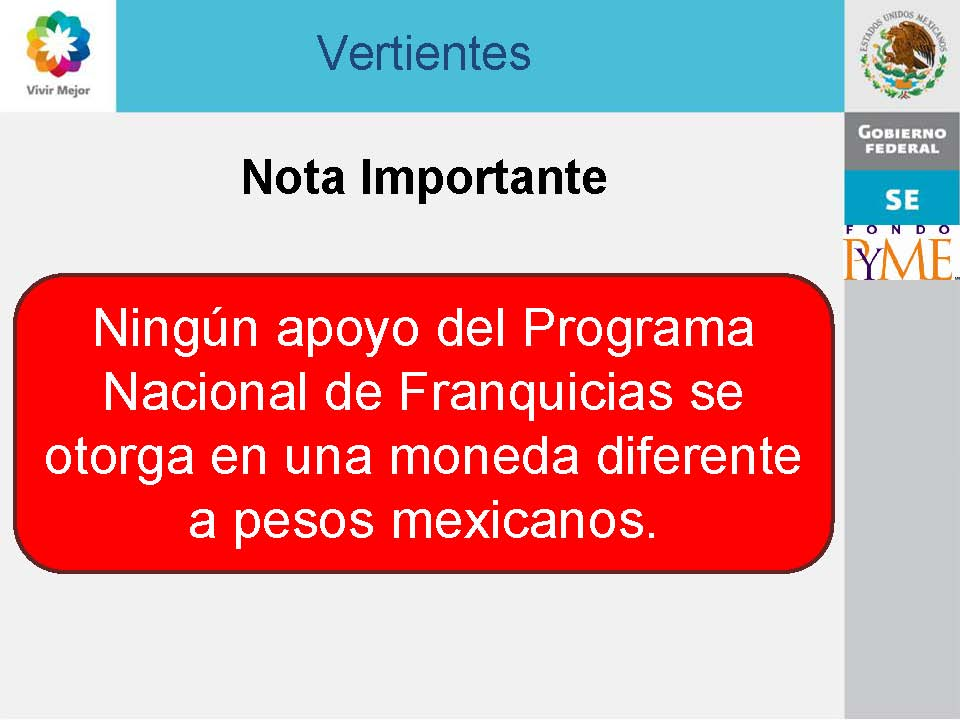 Vivir Mejor
Vertientes
ESTADOS UNIDOS MEXICANOS
GOBIERNO
FEDERAL
SE
FONDO
PYME
Nota Importante
Ningún apoyo del Programa
Nacional de Franquicias se
otorga en una moneda diferente
a pesos mexicanos.